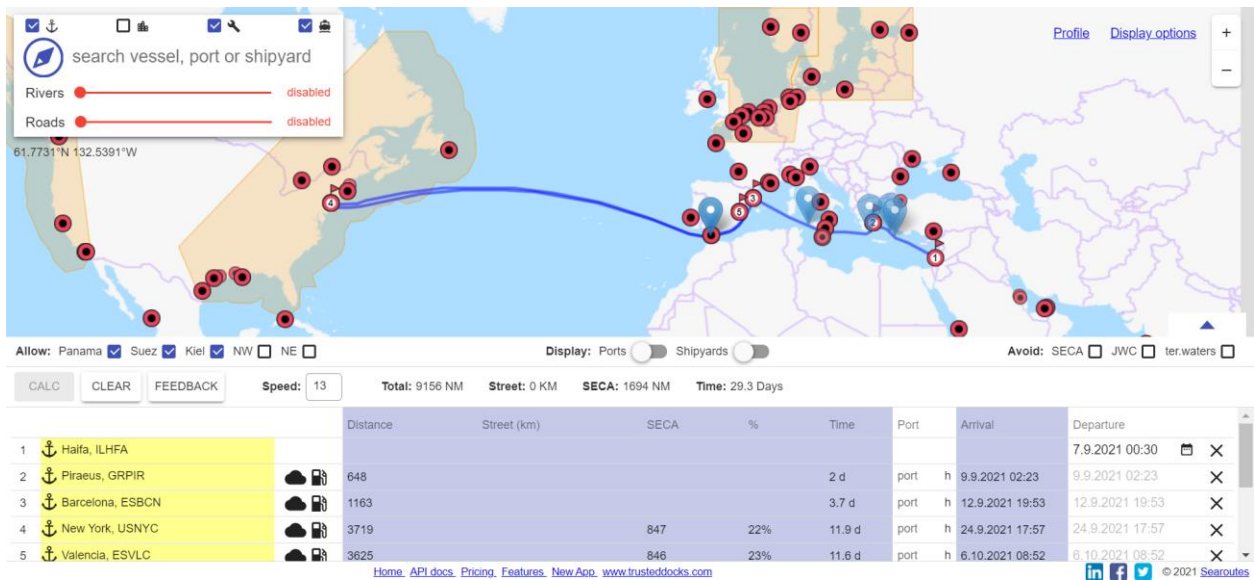 search vessel, port or shipyard
Profile Display options +
−
Rivers disabled
Roads disabled
61.7731°N 132.5391°W
4 3 5 2 1
Allow: Panama Suez Kiel NW NE Display: Ports Shipyards Avoid: SECA JWC ter.waters
CALC CLEAR FEEDBACK Speed: 13 Total: 9156 NM Street: 0 KM SECA: 1694 NM Time: 29.3 Days
Distance Street (km) SECA % Time Port Arrival Departure
1 Haifa, ILHFA 7.9.2021 00:30
2 Piraeus, GRPIR 648 2 d port h 9.9.2021 02:23 9.9.2021 02:23
3 Barcelona, ESBCN 1163 3.7 d port h 12.9.2021 19:53 12.9.2021 19:53
4 New York, USNYC 3719 847 22% 11.9 d port h 24.9.2021 17:57 24.9.2021 17:57
5 Valencia, ESVLC 3625 846 23% 11.6 d port h 6.10.2021 08:52 6.10.2021 08:52
Home API docs Pricing Features New App www.trusteddocks.com in f © 2021 Searoutes